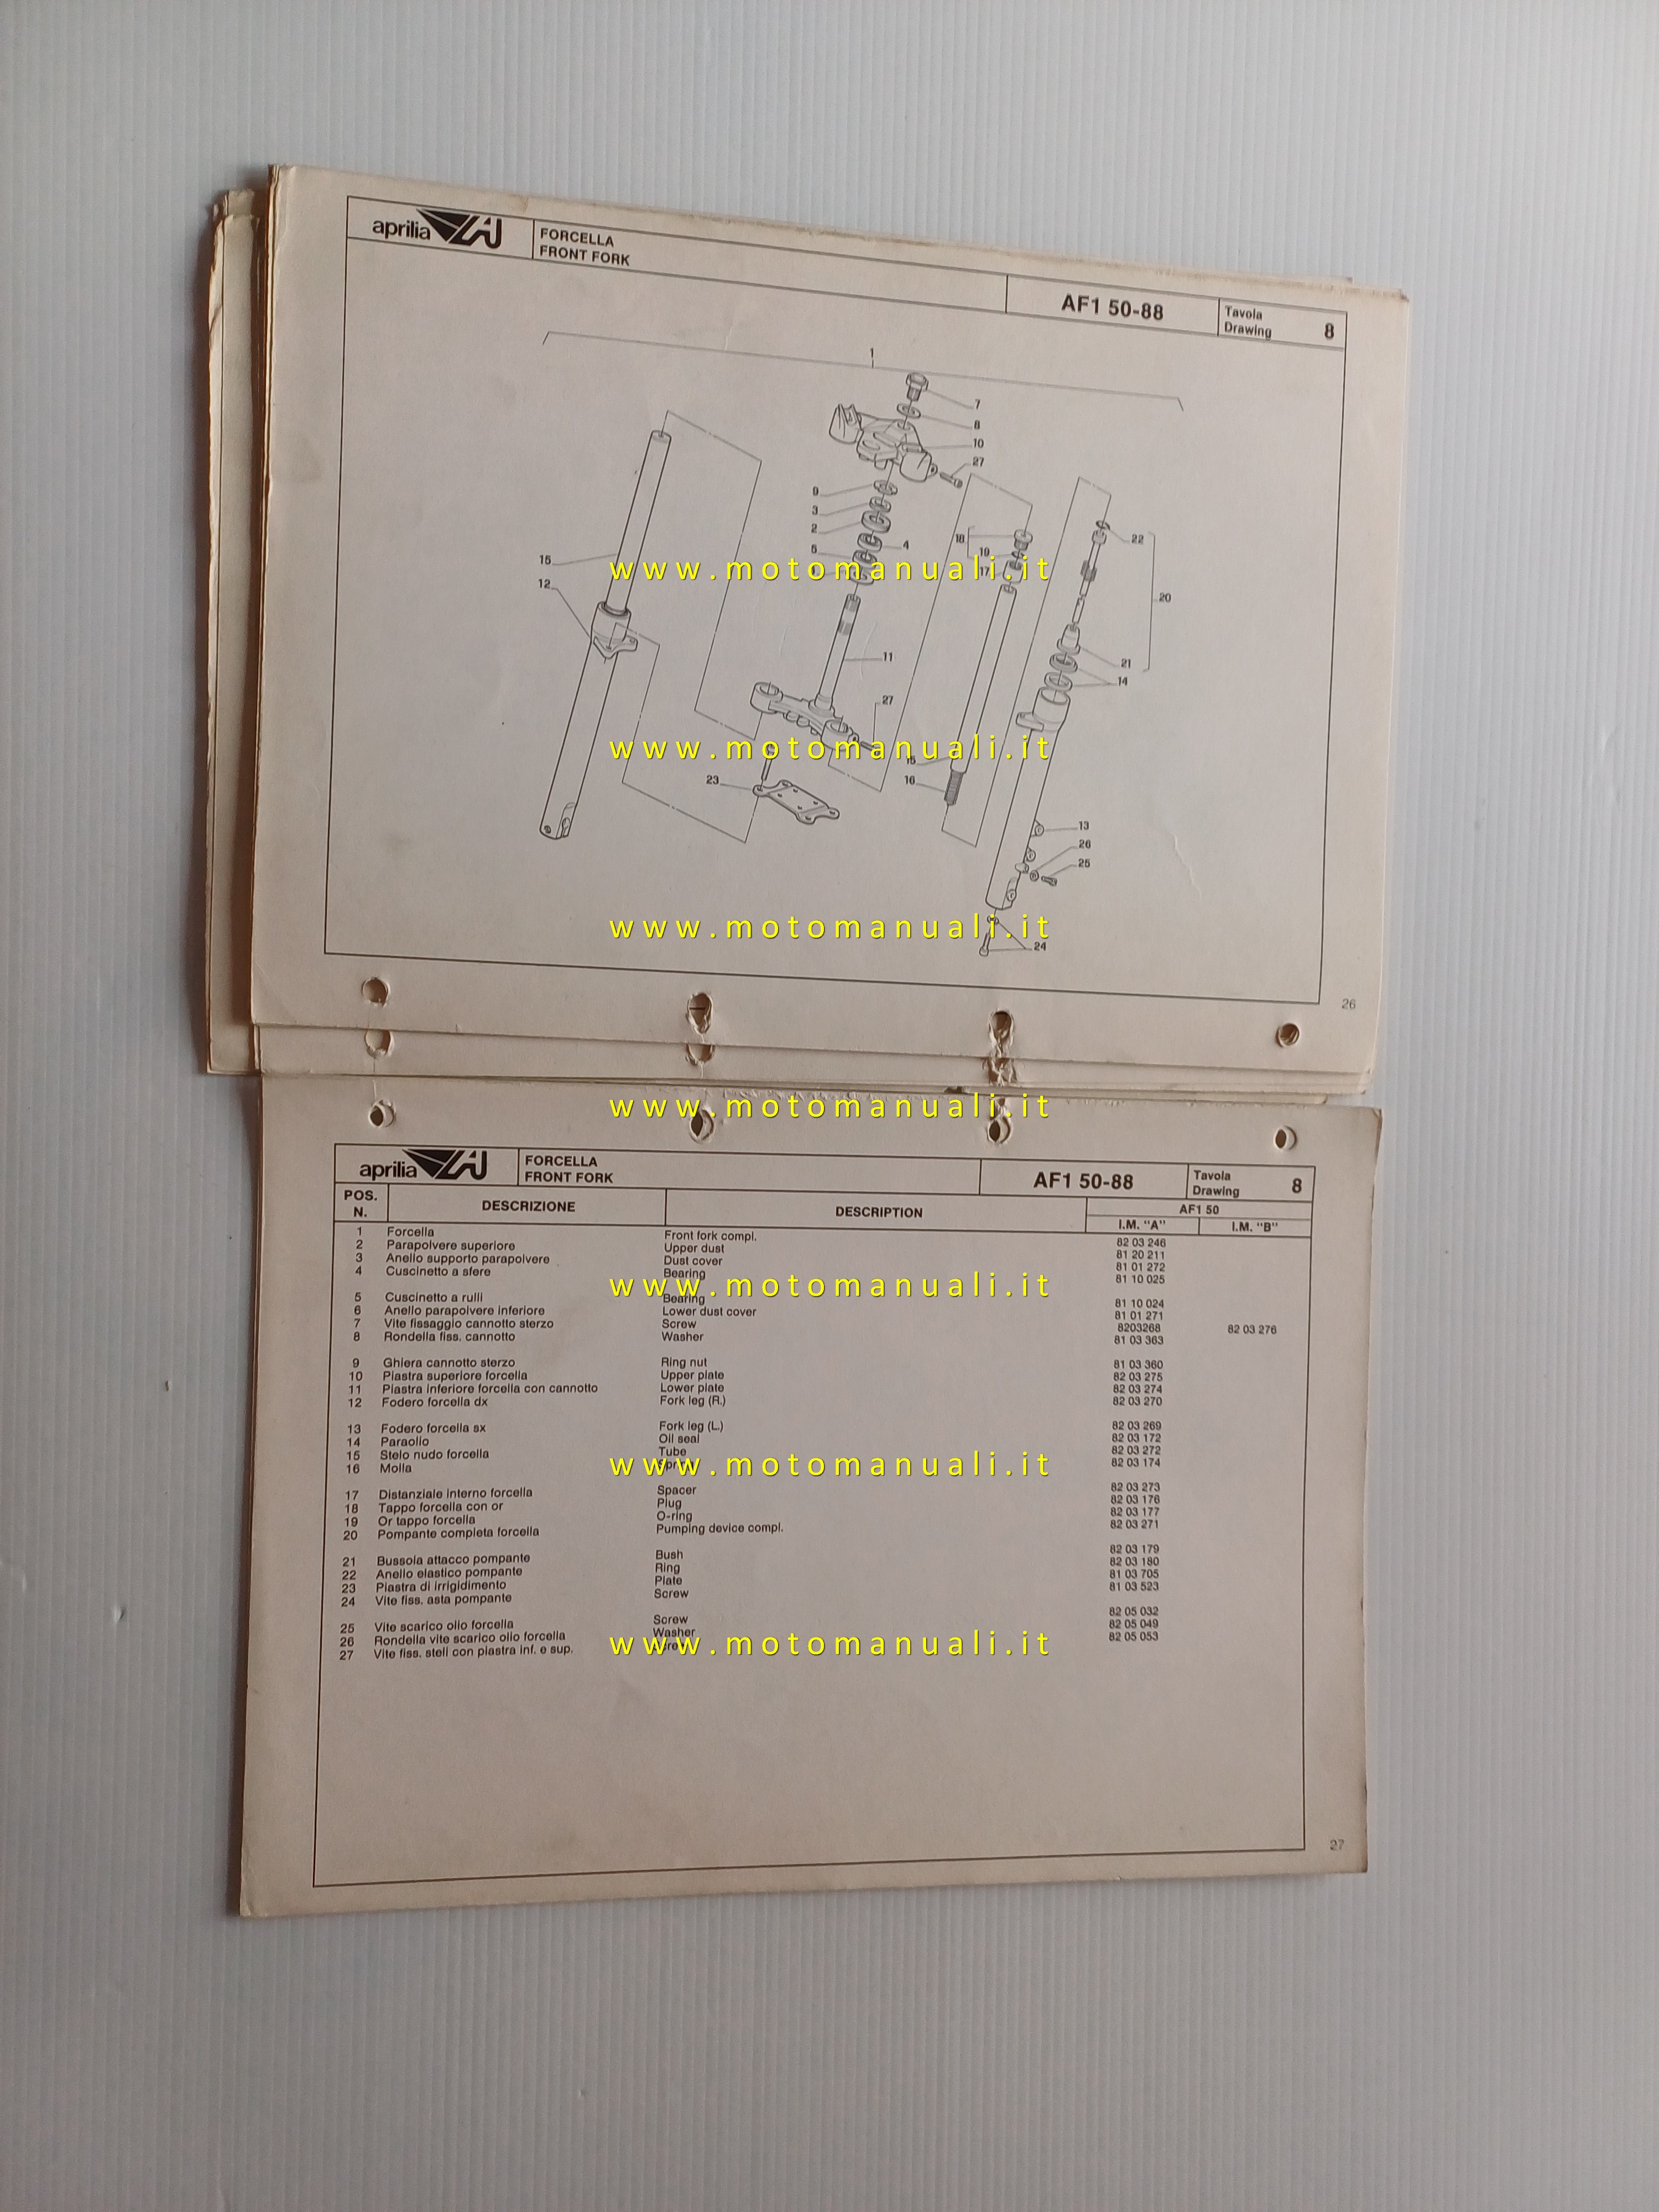 aprilia
FORCELLA
FRONT FORK
AF1 50-88
Tavola
Drawing 8
1
7
8
10
27
9
3
2
4
5
18
19
17
22
20
15
12
11
21
14
27
23
15
16
13
26
25
24
26
www.motomanuali.it
www.motomanuali.it
www.motomanuali.it
www.motomanuali.it
aprilia
FORCELLA
FRONT FORK
AF1 50-88
Tavola
Drawing 8
POS. N. DESCRIZIONE DESCRIPTION AF1 50
I.M. "A" I.M. "B"
1 Forcella Front fork compl. 82 03 246
2 Parapolvere superiore Upper dust 81 20 211
3 Anello supporto parapolvere Dust cover 81 01 272
4 Cuscinetto a sfere Bearing 81 10 025
www.motomanuali.it
5 Cuscinetto a rulli Bearing 81 10 024
6 Anello parapolvere inferiore Lower dust cover 81 01 271
7 Vite fissaggio cannotto sterzo Screw 8203268 82 03 276
8 Rondella fiss. cannotto Washer 81 03 363
9 Ghiera cannotto sterzo Ring nut 81 03 360
10 Piastra superiore forcella Upper plate 82 03 275
11 Piastra inferiore forcella con cannotto Lower plate 82 03 274
12 Fodero forcella dx Fork leg (R.) 82 03 270
13 Fodero forcella sx Fork leg (L.) 82 03 269
14 Paraolio Oil seal 82 03 172
15 Stelo nudo forcella Tube 82 03 272
16 Molla 82 03 174
www.motomanuali.it
17 Distanziale interno forcella Spacer 82 03 273
18 Tappo forcella con or Plug 82 03 176
19 Or tappo forcella O-ring 82 03 177
20 Pompante completa forcella Pumping device compl. 82 03 271
21 Bussola attacco pompante Bush 82 03 179
22 Anello elastico pompante Ring 82 03 180
23 Piastra di irrigidimento Plate 81 03 705
24 Vite fiss. asta pompante Screw 81 03 523
25 Vite scarico olio forcella Screw 82 05 032
26 Rondella vite scarico olio forcella Washer 82 05 049
27 Vite fiss. steli con piastra inf. e sup. 82 05 053
www.motomanuali.it
27